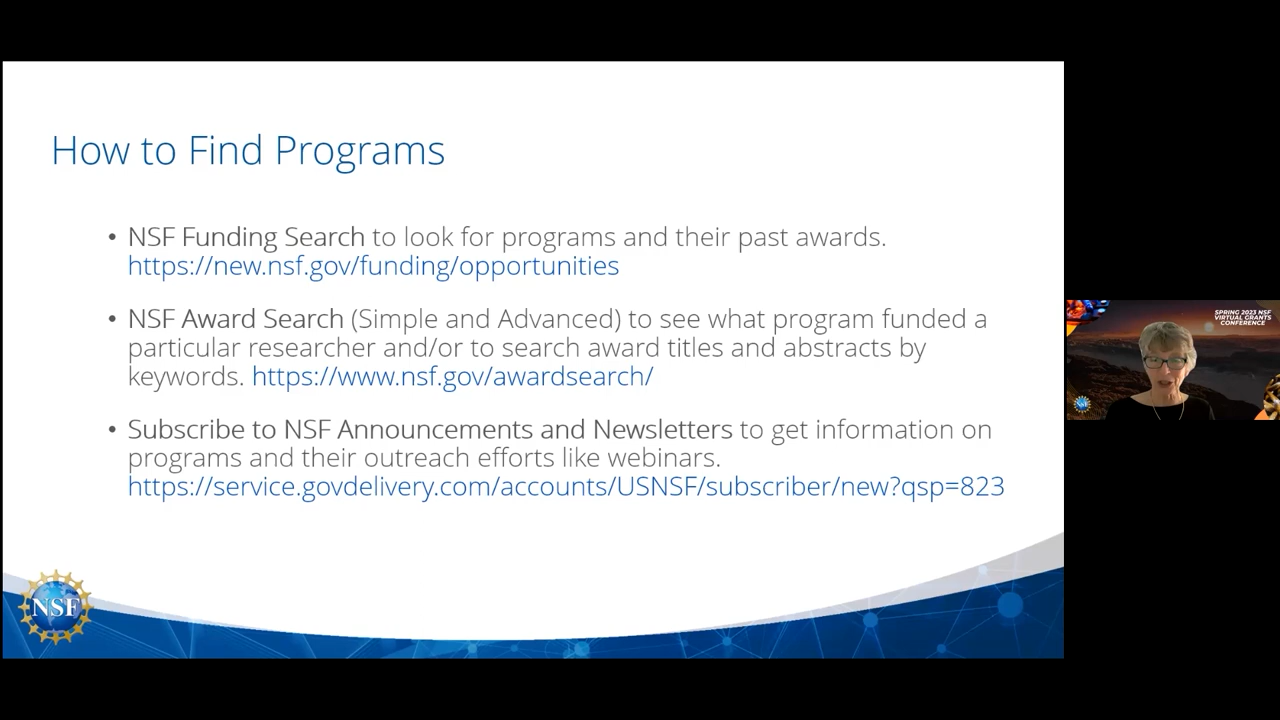 How to Find Programs
• NSF Funding Search to look for programs and their past awards.
https://new.nsf.gov/funding/opportunities
• NSF Award Search (Simple and Advanced) to see what program funded a
particular researcher and/or to search award titles and abstracts by
keywords. https://www.nsf.gov/awardsearch/
• Subscribe to NSF Announcements and Newsletters to get information on
programs and their outreach efforts like webinars.
https://service.govdelivery.com/accounts/USNSF/subscriber/new?qsp=823
NSF
SPRING 2023 NSF
VIRTUAL GRANTS
CONFERENCE
NSF